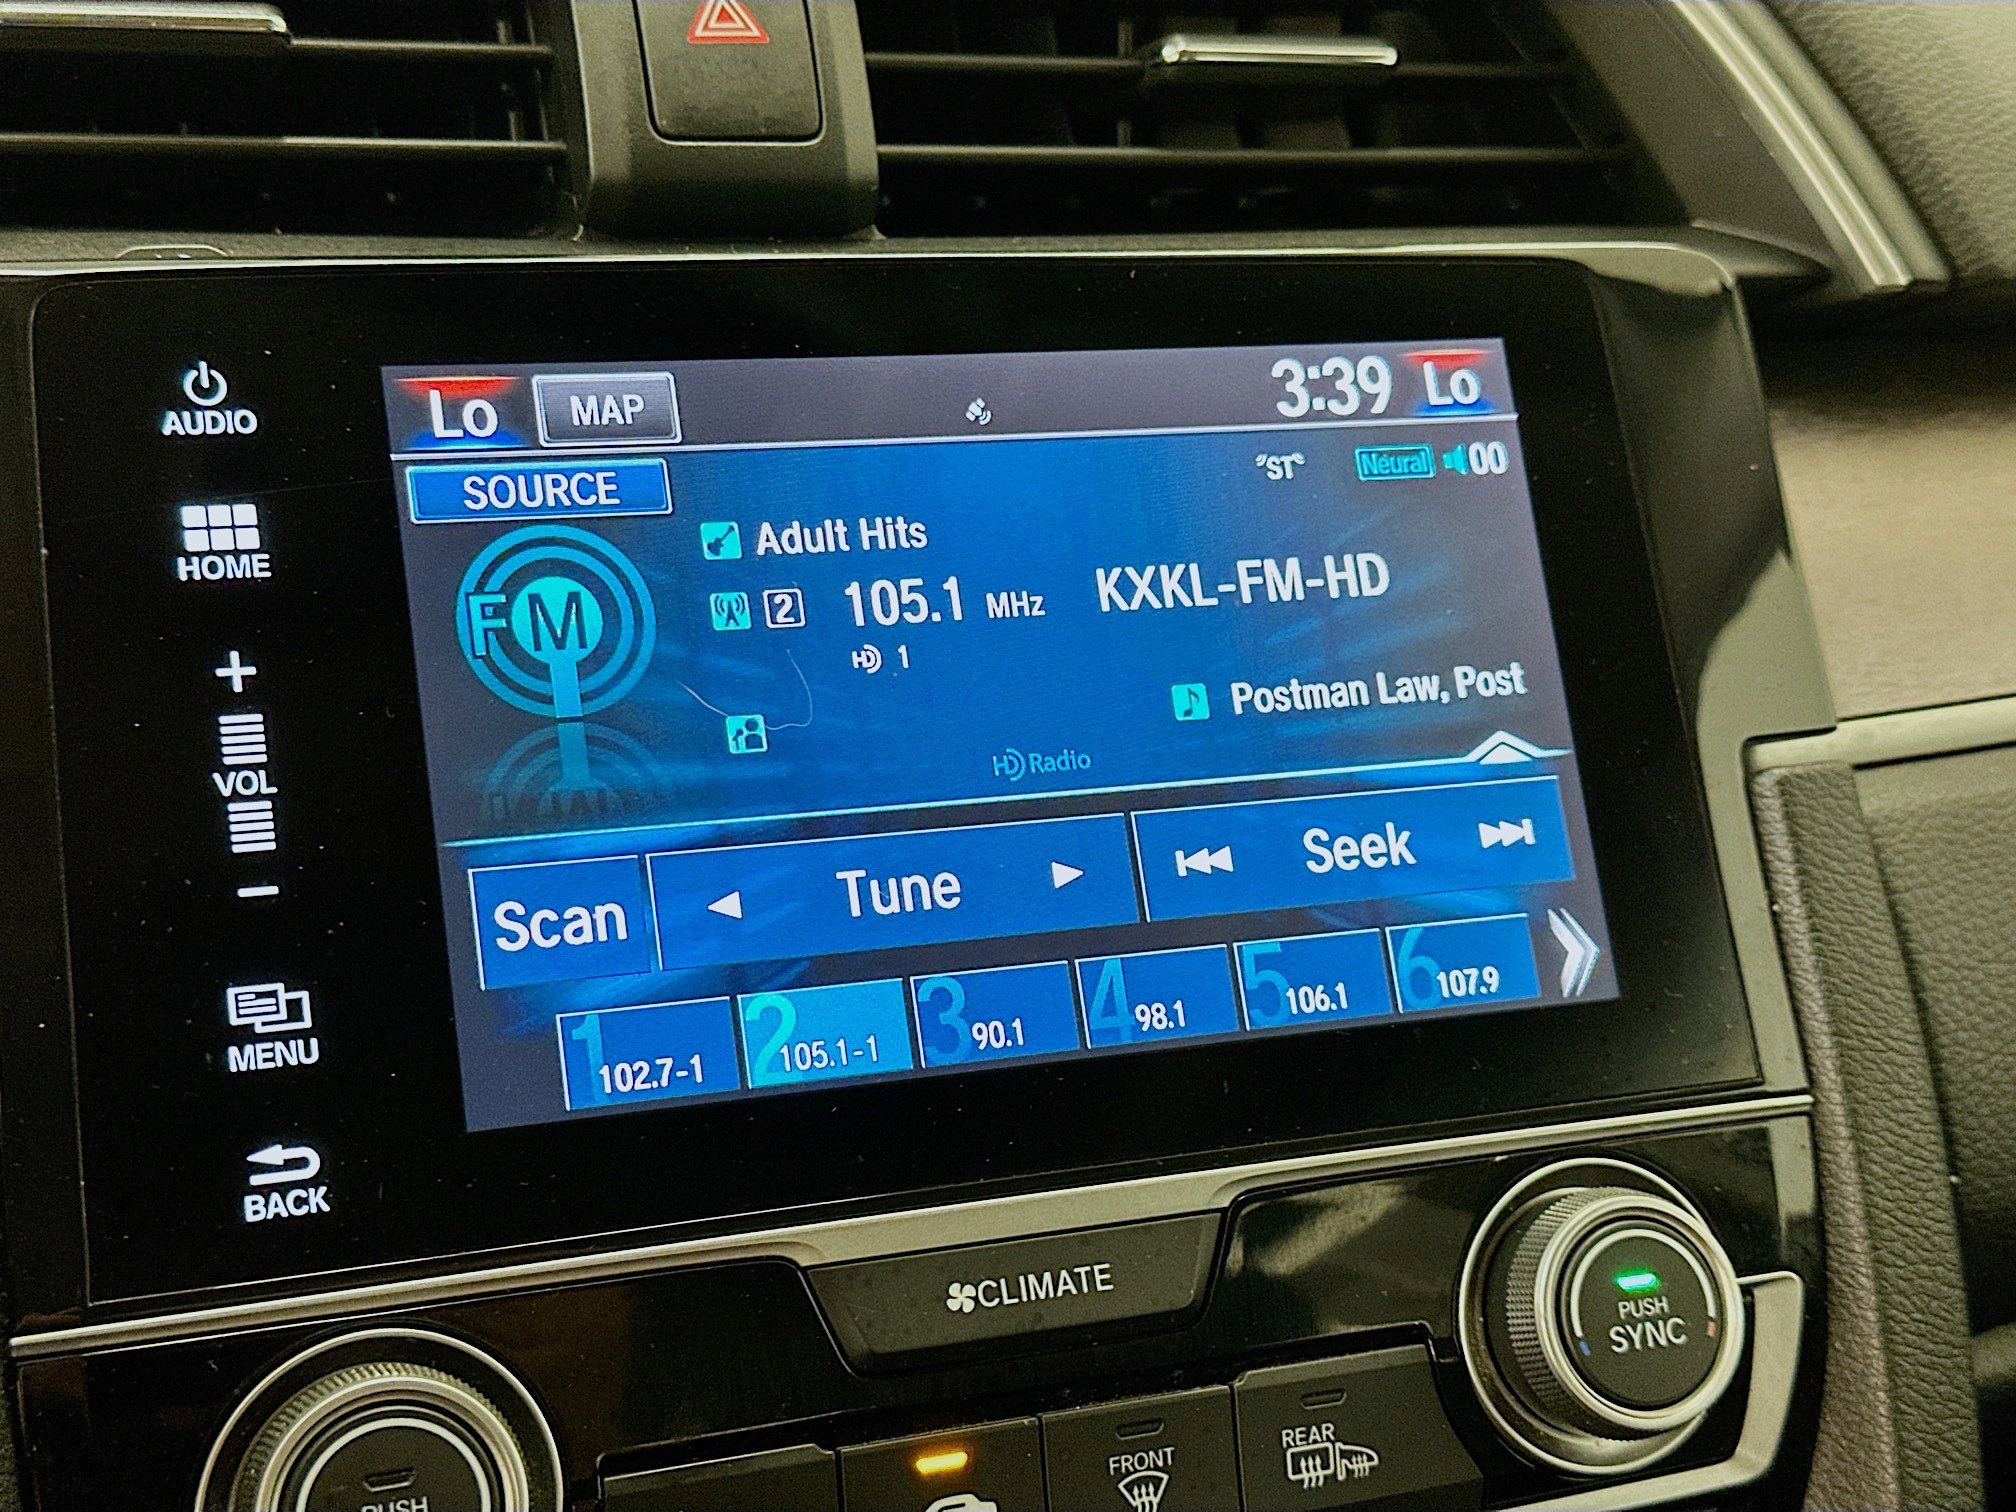 AUDIO
HOME
+
VOL
−
MENU
BACK
Lo MAP 3:39 Lo
SOURCE "ST" Neural 00
FM
Adult Hits
2 105.1 MHz KXKL-FM-HD
HD 1
Postman Law, Post
HD Radio
Scan Tune Seek
1 102.7-1
2 105.1-1
3 90.1
4 98.1
5 106.1
6 107.9
CLIMATE
PUSH
SYNC
PUSH
FRONT
REAR